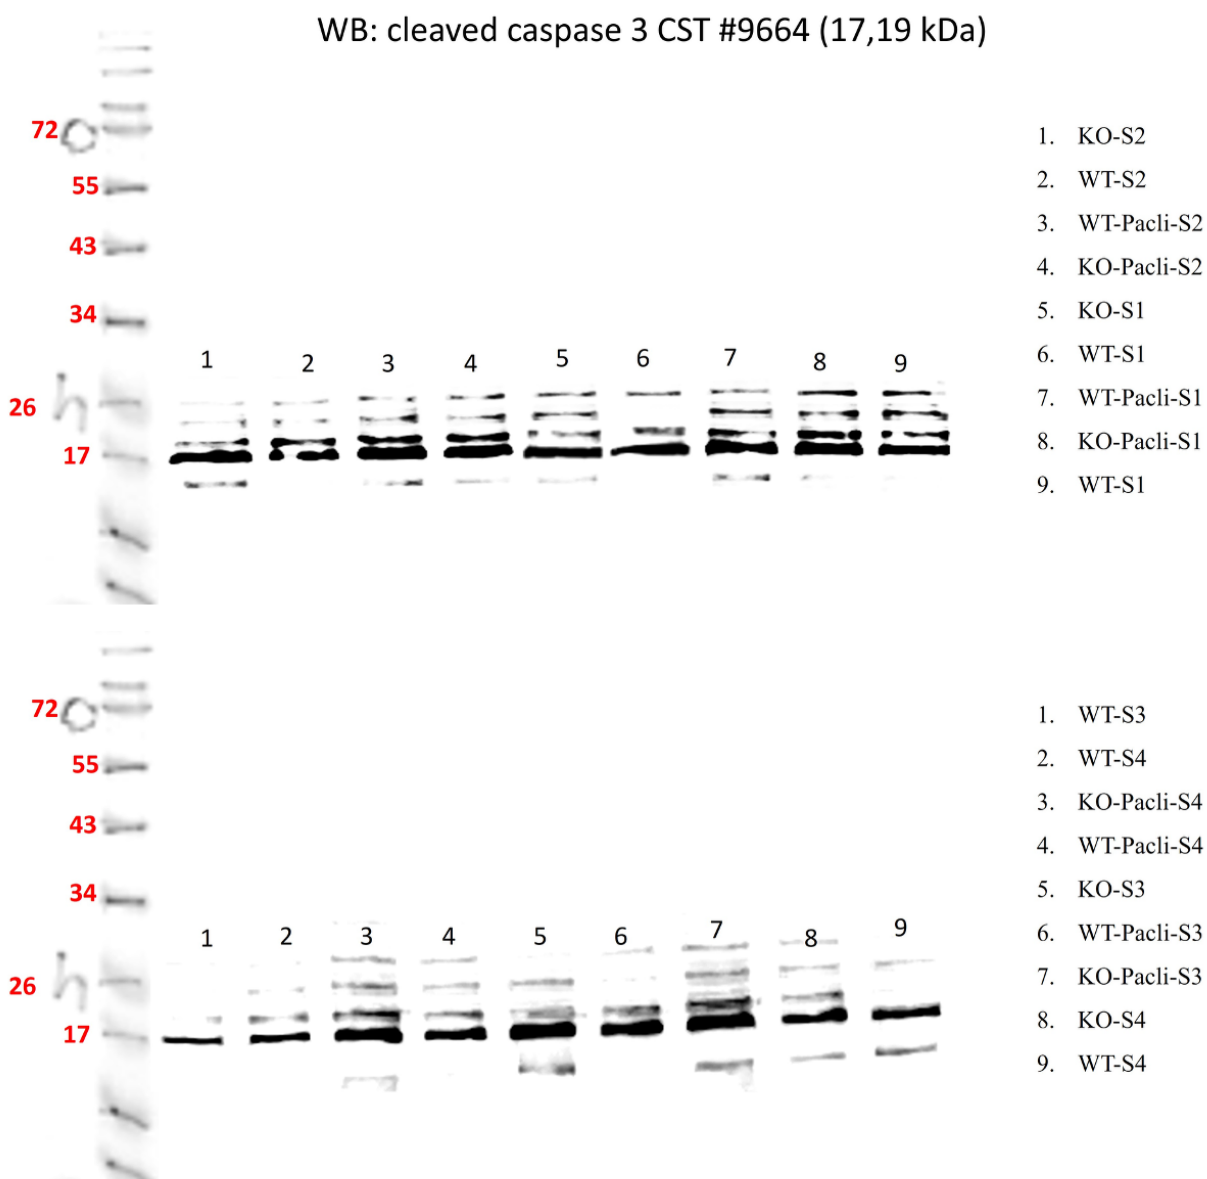 WB: cleaved caspase 3 CST #9664 (17,19 kDa)
72
55
43
34
26
17
1 2 3 4 5 6 7 8 9
1. KO-S2
2. WT-S2
3. WT-Pacli-S2
4. KO-Pacli-S2
5. KO-S1
6. WT-S1
7. WT-Pacli-S1
8. KO-Pacli-S1
9. WT-S1
72
55
43
34
26
17
1 2 3 4 5 6 7 8 9
1. WT-S3
2. WT-S4
3. KO-Pacli-S4
4. WT-Pacli-S4
5. KO-S3
6. WT-Pacli-S3
7. KO-Pacli-S3
8. KO-S4
9. WT-S4